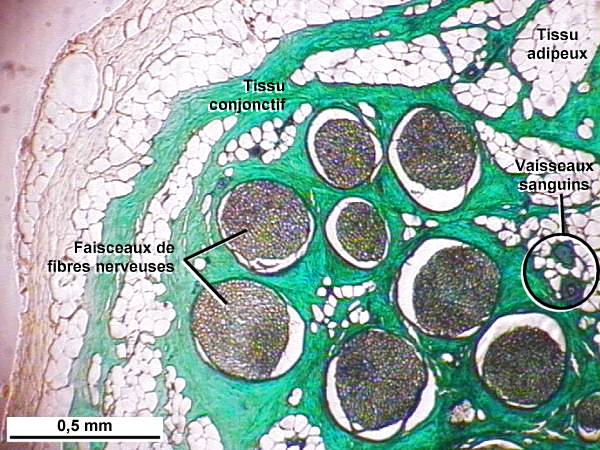 Tissu
adipeux
Tissu
conjonctif
Vaisseaux
sanguins
Faisceaux de
fibres nerveuses
0,5 mm